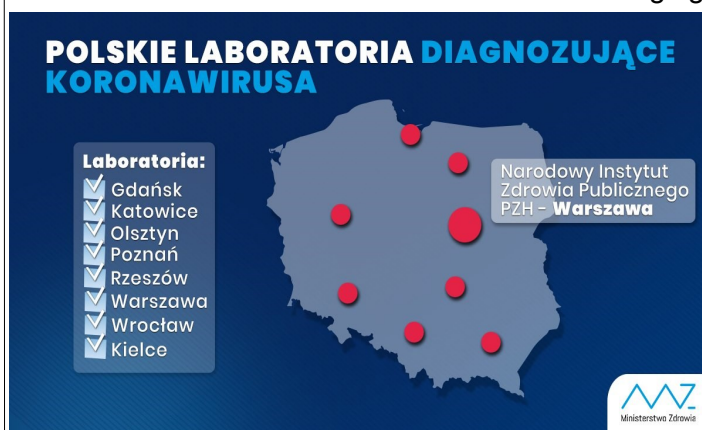 POLSKIE LABORATORIA DIAGNOZUJĄCE
KORONAWIRUSA
Laboratoria:
Gdańsk
Katowice
Olsztyn
Poznań
Rzeszów
Warszawa
Wrocław
Kielce
Narodowy Instytut
Zdrowia Publicznego
PZH - Warszawa
MZ
Ministerstwo Zdrowia